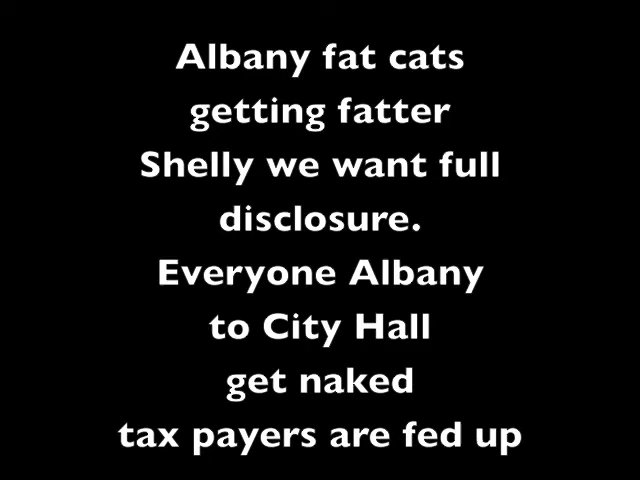 Albany fat cats
getting fatter
Shelly we want full
disclosure.
Everyone Albany
to City Hall
get naked
tax payers are fed up